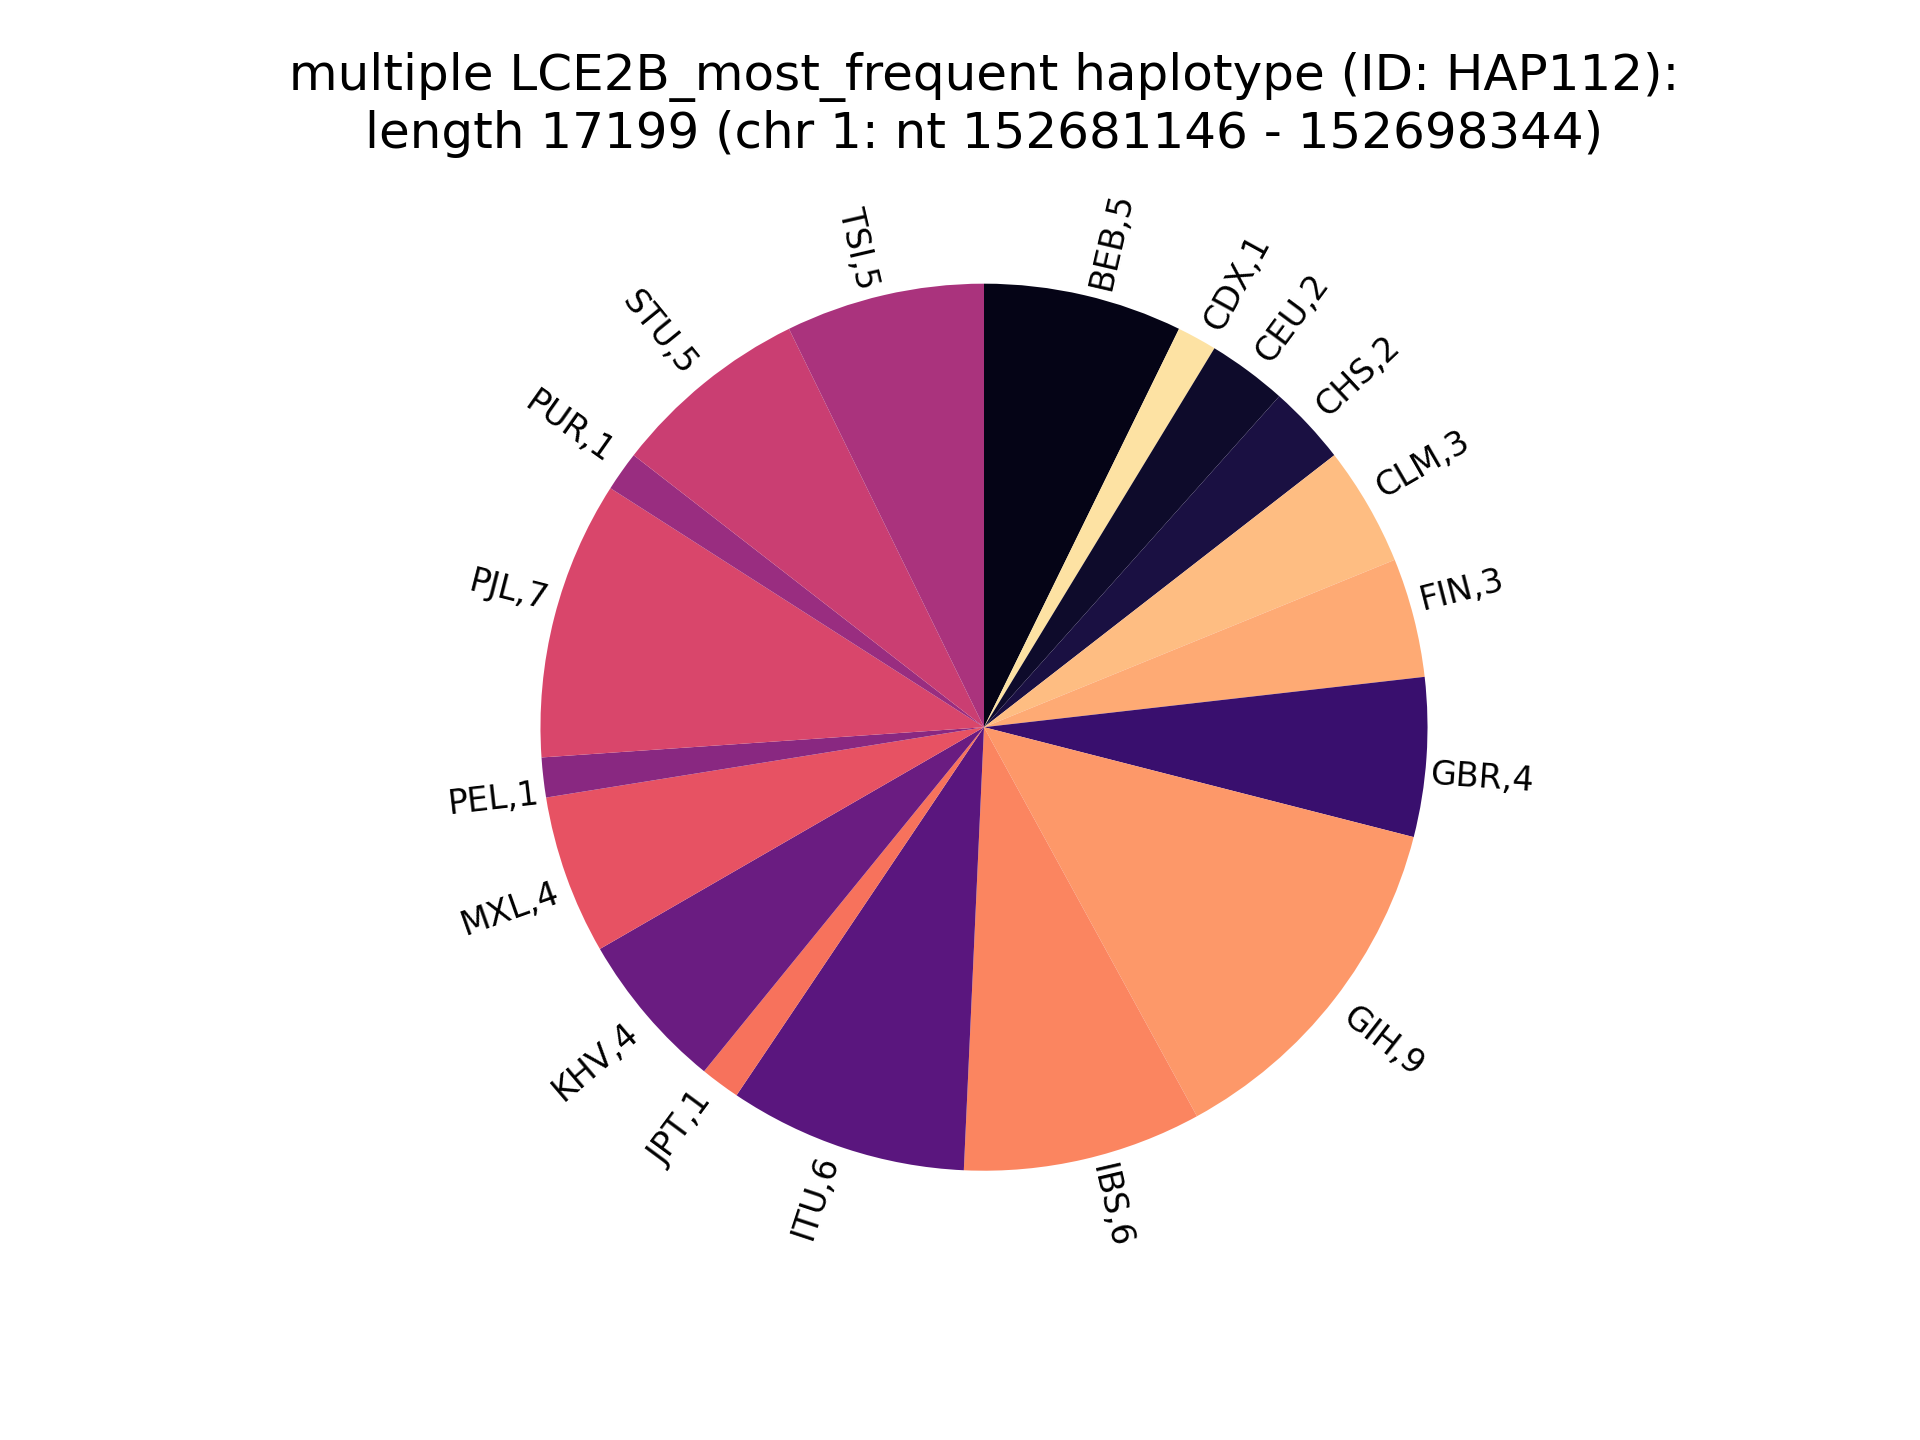 multiple LCE2B_most_frequent haplotype (ID: HAP112):
length 17199 (chr 1: nt 152681146 - 152698344)
BEB,5
CDX,1
CEU,2
CHS,2
CLM,3
FIN,3
GBR,4
GIH,9
IBS,6
ITU,6
JPT,1
KHV,4
MXL,4
PEL,1
PJL,7
PUR,1
STU,5
TSI,5